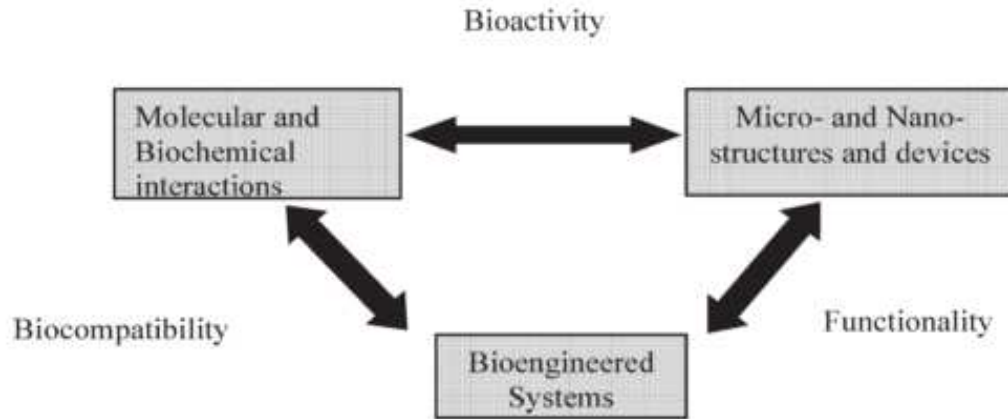 Bioactivity
Molecular and
Biochemical
interactions
Micro- and Nano-
structures and devices
Biocompatibility
Functionality
Bioengineered
Systems